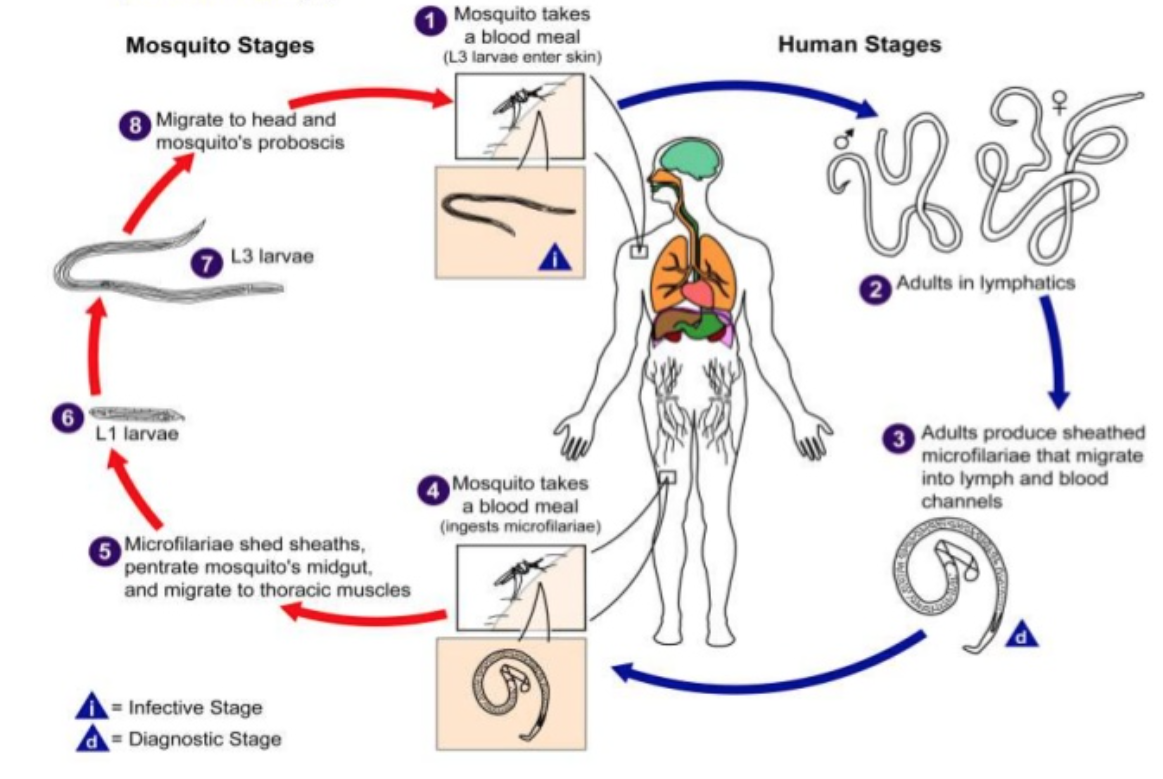 Mosquito Stages
Human Stages
1 Mosquito takes
a blood meal
(L3 larvae enter skin)
i
♂
♀
2 Adults in lymphatics
3 Adults produce sheathed
microfilariae that migrate
into lymph and blood
channels
d
4 Mosquito takes
a blood meal
(ingests microfilariae)
5 Microfilariae shed sheaths,
pentrate mosquito's midgut,
and migrate to thoracic muscles
6
L1 larvae
7 L3 larvae
8 Migrate to head and
mosquito's proboscis
i = Infective Stage
d = Diagnostic Stage